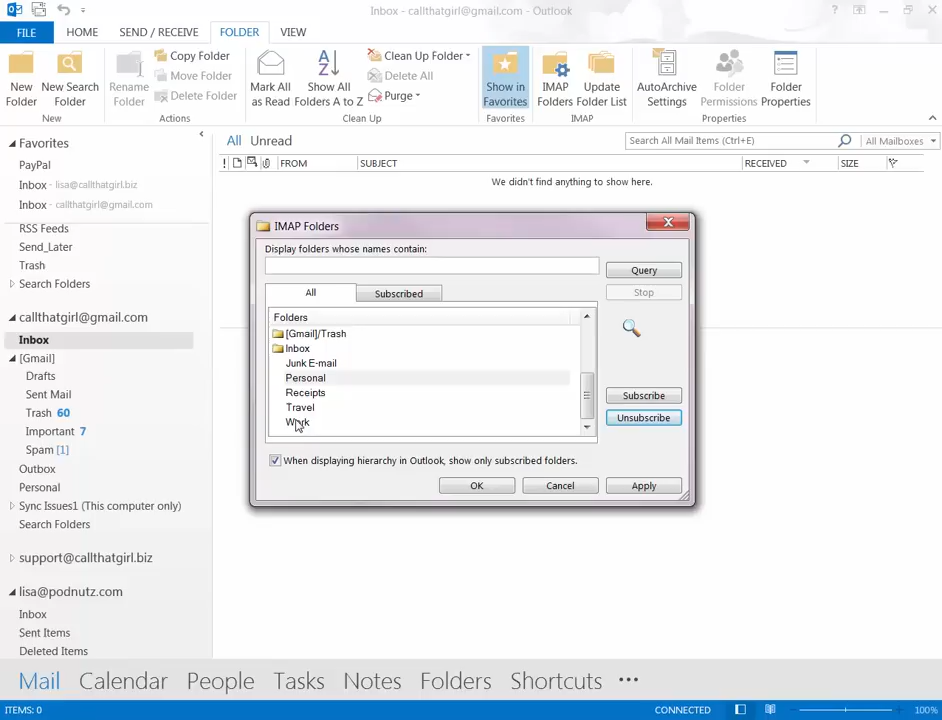 Inbox - callthatgirl@gmail.com - Outlook
FILE HOME SEND / RECEIVE FOLDER VIEW
New Folder
New Search Folder
New
Rename Folder
Copy Folder
Move Folder
Delete Folder
Actions
Mark All as Read
Show All Folders A to Z
Clean Up Folder
Delete All
Purge
Clean Up
Show in Favorites
Favorites
IMAP Folders
Update Folder List
IMAP
AutoArchive Settings
Folder Permissions
Folder Properties
Properties
Favorites
PayPal
Inbox - lisa@callthatgirl.biz
Inbox - callthatgirl@gmail.com
RSS Feeds
Send_Later
Trash
Search Folders
callthatgirl@gmail.com
Inbox
[Gmail]
Drafts
Sent Mail
Trash 60
Important 7
Spam [1]
Outbox
Personal
Sync Issues1 (This computer only)
Search Folders
support@callthatgirl.biz
lisa@podnutz.com
Inbox
Sent Items
Deleted Items
All Unread
Search All Mail Items (Ctrl+E)
All Mailboxes
! FROM SUBJECT RECEIVED SIZE
We didn't find anything to show here.
IMAP Folders
Display folders whose names contain:
Query
Stop
All Subscribed
Folders
[Gmail]/Trash
Inbox
Junk E-mail
Personal
Receipts
Travel
Work
Subscribe
Unsubscribe
When displaying hierarchy in Outlook, show only subscribed folders.
OK Cancel Apply
Mail Calendar People Tasks Notes Folders Shortcuts ...
ITEMS: 0 CONNECTED 100%